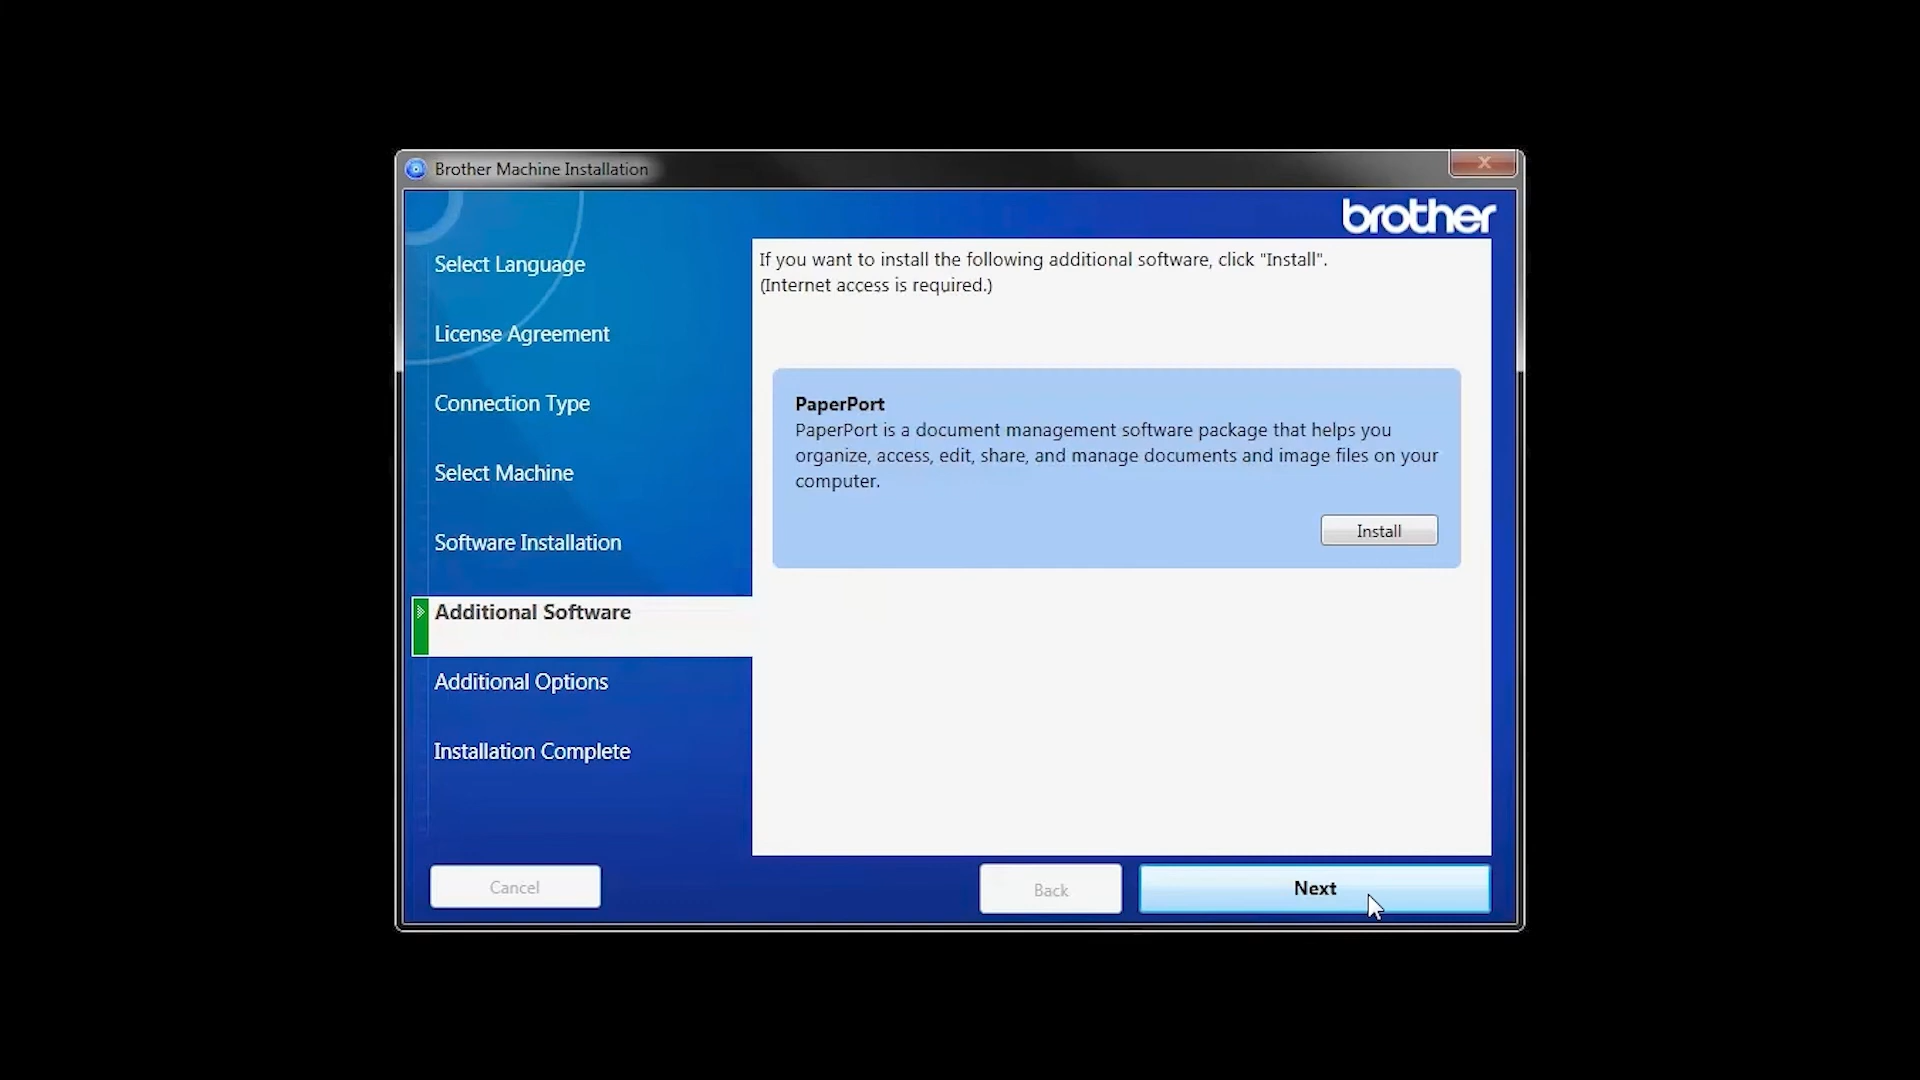 Brother Machine Installation
X
brother
Select Language
License Agreement
Connection Type
Select Machine
Software Installation
Additional Software
Additional Options
Installation Complete
If you want to install the following additional software, click "Install".
(Internet access is required.)
PaperPort
PaperPort is a document management software package that helps you
organize, access, edit, share, and manage documents and image files on your
computer.
Install
Cancel
Back
Next